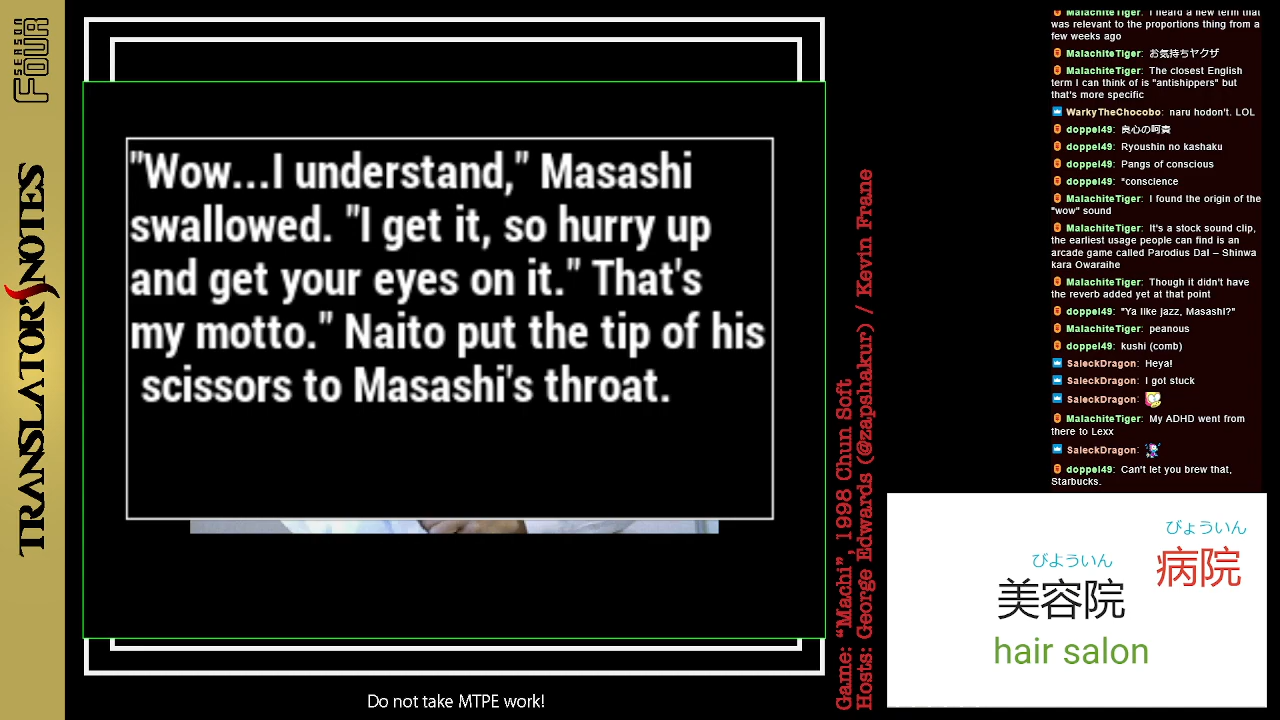 SEASON
FOUR
TRANSLATOR'S NOTES
"Wow...I understand," Masashi
swallowed. "I get it, so hurry up
and get your eyes on it." That's
my motto." Naito put the tip of his
scissors to Masashi's throat.
Do not take MTPE work!
Game: “Machi”, 1998 Chun Soft
Hosts: George Edwards (@zapshakur) / Kevin Frane
MalachiteTiger: I heard a new term that
was relevant to the proportions thing from a
few weeks ago
MalachiteTiger: お気持ちヤクザ
MalachiteTiger: The closest English
term I can think of is "antishippers" but
that's more specific
WarkyTheChocobo: naru hodon't. LOL
doppel49: 良心の呵責
doppel49: Ryoushin no kashaku
doppel49: Pangs of conscious
doppel49: *conscience
MalachiteTiger: I found the origin of the
"wow" sound
MalachiteTiger: It's a stock sound clip,
the earliest usage people can find is an
arcade game called Parodius Da! – Shinwa
kara Owaraihe
MalachiteTiger: Though it didn't have
the reverb added yet at that point
doppel49: "Ya like jazz, Masashi?"
MalachiteTiger: peanous
doppel49: kushi (comb)
SaleckDragon: Heya!
SaleckDragon: I got stuck
SaleckDragon:
MalachiteTiger: My ADHD went from
there to Lexx
SaleckDragon:
doppel49: Can't let you brew that,
Starbucks.
びょういん
病院
びよういん
美容院
hair salon